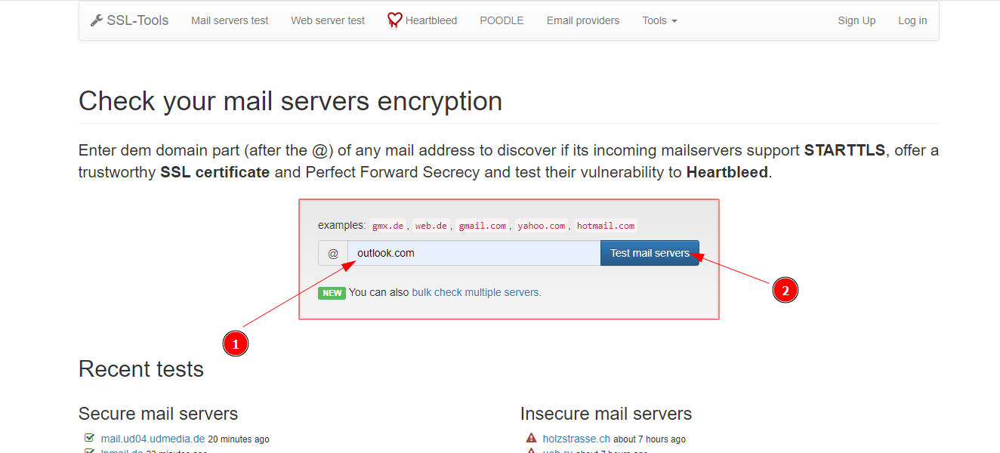 SSL-Tools Mail servers test Web server test Heartbleed POODLE Email providers Tools Sign Up Log in
Check your mail servers encryption
Enter dem domain part (after the @) of any mail address to discover if its incoming mailservers support STARTTLS, offer a
trustworthy SSL certificate and Perfect Forward Secrecy and test their vulnerability to Heartbleed.
examples: gmx.de, web.de, gmail.com, yahoo.com, hotmail.com
@ outlook.com Test mail servers
NEW You can also bulk check multiple servers.
2
1
Recent tests
Secure mail servers
Insecure mail servers
mail.ud04.udmedia.de 20 minutes ago
holzstrasse.ch about 7 hours ago